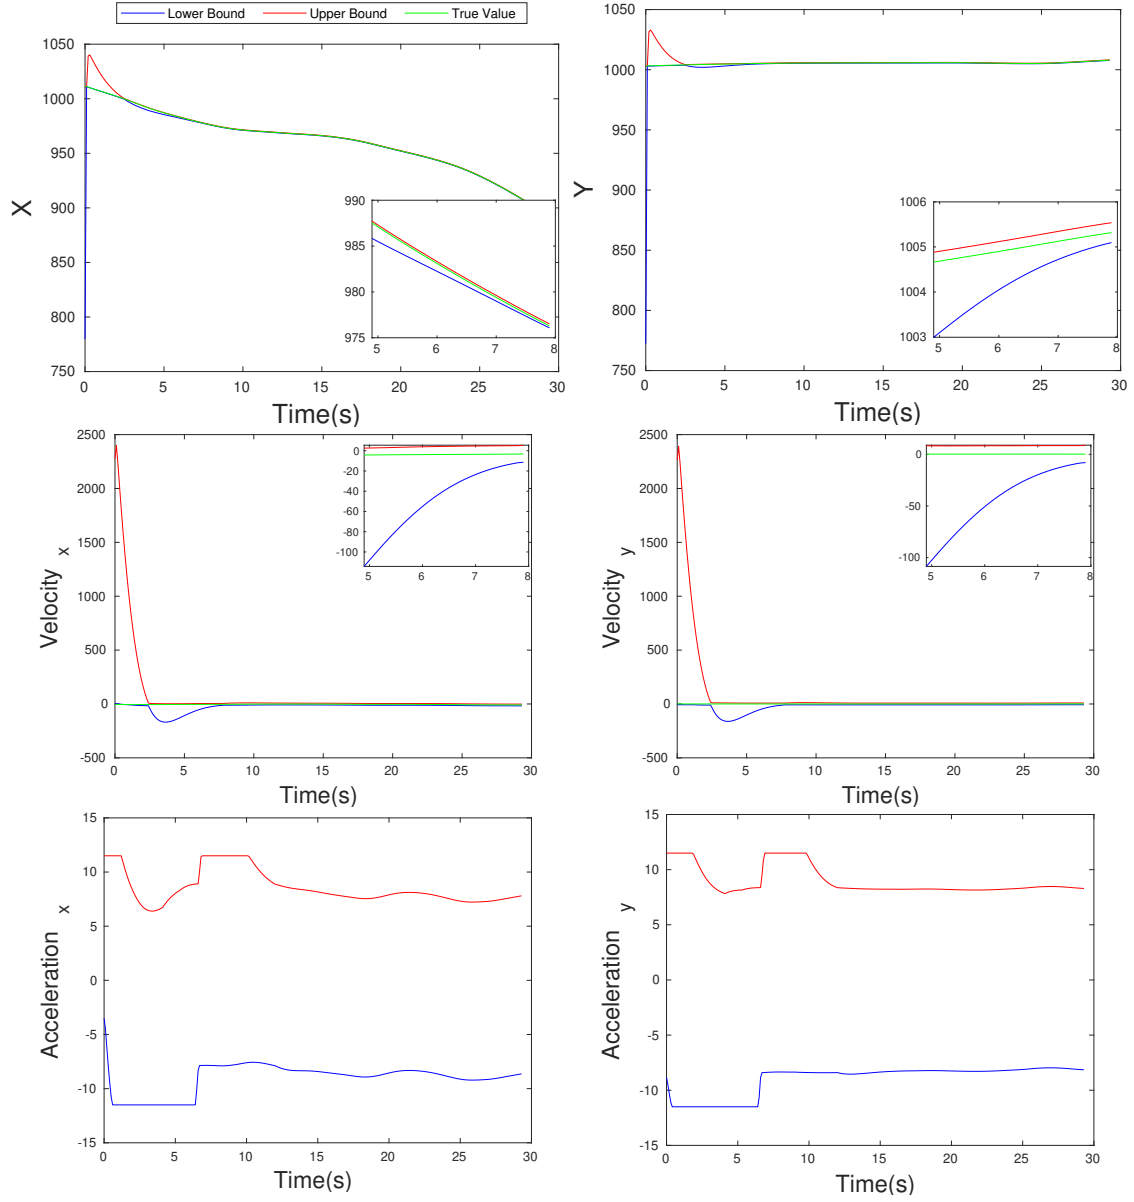 Lower Bound Upper Bound True Value
1050
1000
950
900
850
800
750
X
0 5 10 15 20 25 30
Time(s)
990
985
980
975
5 6 7 8
1050
1000
950
900
850
800
750
Y
0 5 10 15 20 25 30
Time(s)
1006
1005
1004
1003
5 6 7 8
2500
2000
1500
1000
500
0
-500
Velocity x
0 5 10 15 20 25 30
Time(s)
0
-20
-40
-60
-80
-100
5 6 7 8
2500
2000
1500
1000
500
0
-500
Velocity y
0 5 10 15 20 25 30
Time(s)
0
-50
-100
5 6 7 8
15
10
5
0
-5
-10
-15
Acceleration x
0 5 10 15 20 25 30
Time(s)
15
10
5
0
-5
-10
-15
Acceleration y
0 5 10 15 20 25 30
Time(s)